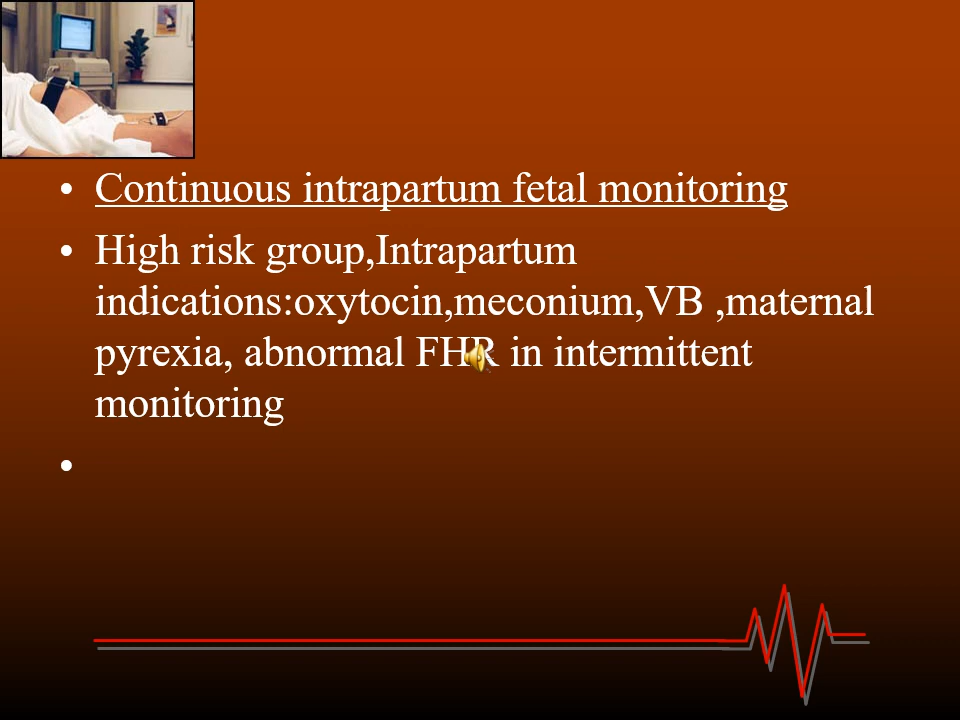 • Continuous intrapartum fetal monitoring
• High risk group,Intrapartum
indications:oxytocin,meconium,VB ,maternal
pyrexia, abnormal FHR in intermittent
monitoring
•